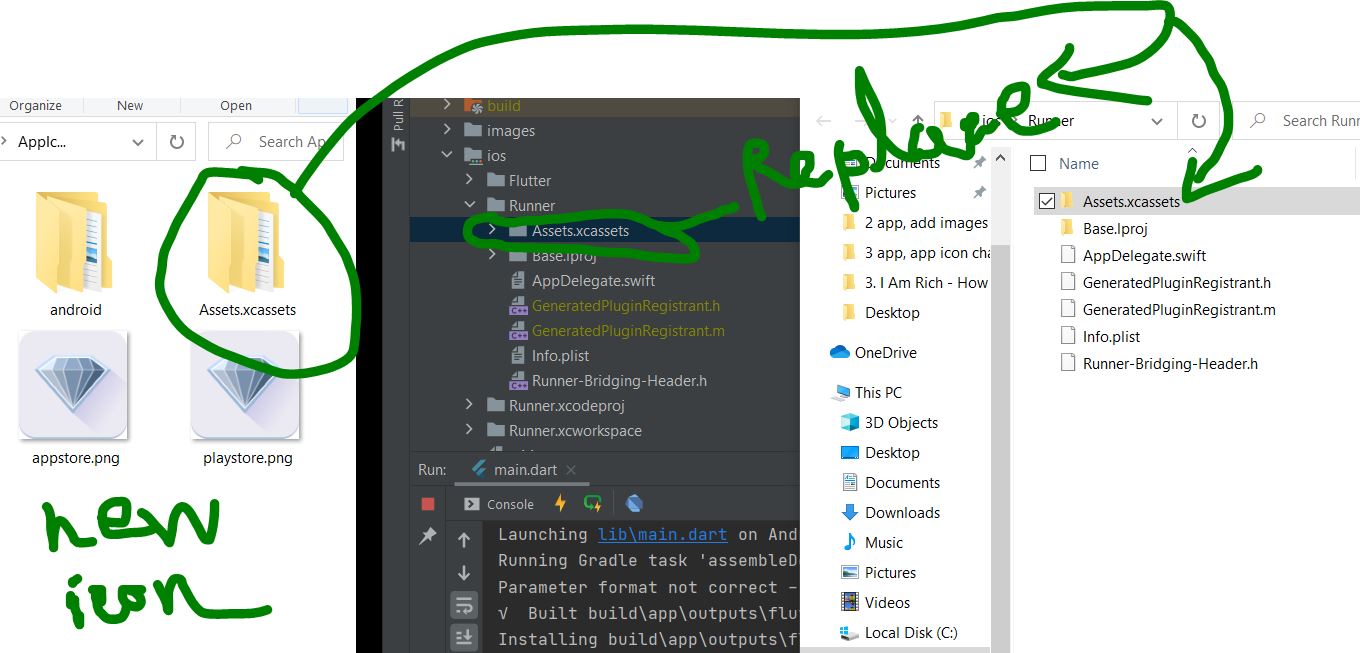 Organize New Open
Applc...
Search Ap
android
Assets.xcassets
appstore.png
playstore.png
new
icon
Pull R
build
images
ios
Flutter
Runner
Assets.xcassets
Base.lproj
AppDelegate.swift
GeneratedPluginRegistrant.h
GeneratedPluginRegistrant.m
Info.plist
Runner-Bridging-Header.h
Runner.xcodeproj
Runner.xcworkspace
Run: main.dart
Console
Launching lib\main.dart on And
Running Gradle task 'assembleD
Parameter format not correct -
√ Built build\app\outputs\flu
Installing build\app\outputs\f
Replace
ios Runner
Search Runn
Documents
Pictures
2 app, add images
3 app, app icon cha
3. I Am Rich - How
Desktop
OneDrive
This PC
3D Objects
Desktop
Documents
Downloads
Music
Pictures
Videos
Local Disk (C:)
Name
Assets.xcassets
Base.lproj
AppDelegate.swift
GeneratedPluginRegistrant.h
GeneratedPluginRegistrant.m
Info.plist
Runner-Bridging-Header.h